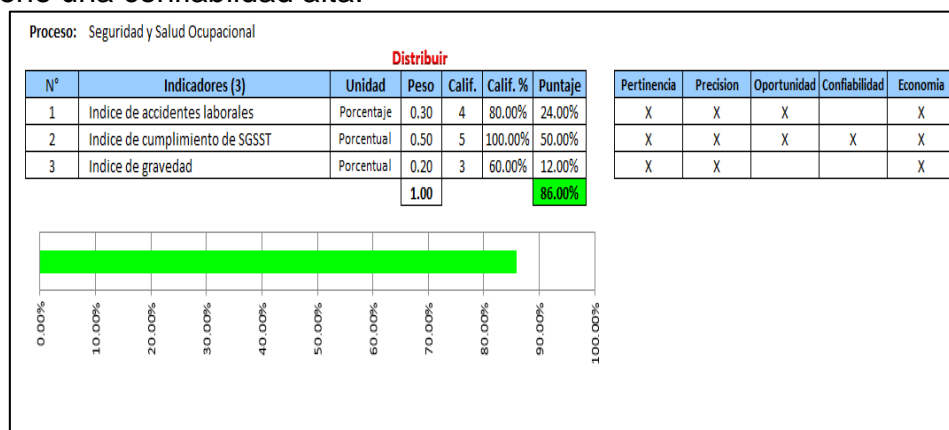 Proceso: Seguridad y Salud Ocupacional
Distribuir
N° Indicadores (3) Unidad Peso Calif. Calif. % Puntaje Pertinencia Precision Oportunidad Confiabilidad Economia
1 Indice de accidentes laborales Porcentaje 0.30 4 80.00% 24.00% X X X X
2 Indice de cumplimiento de SGSST Porcentual 0.50 5 100.00% 50.00% X X X X X
3 Indice de gravedad Porcentual 0.20 3 60.00% 12.00% X X X
1.00 86.00%
0.00% 10.00% 20.00% 30.00% 40.00% 50.00% 60.00% 70.00% 80.00% 90.00% 100.00%